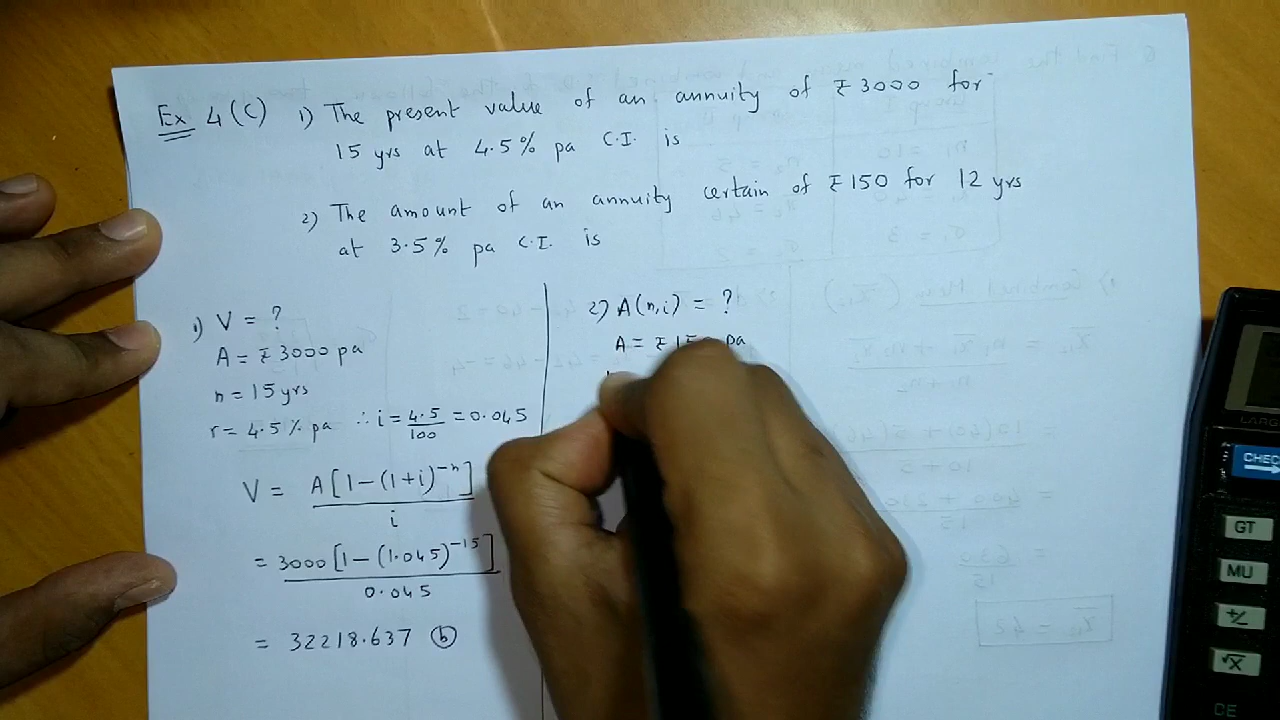 Ex 4(C) 1) The present value of an annuity of ₹3000 for
15 yrs at 4.5% pa C.I. is
2) The amount of an annuity certain of ₹150 for 12 yrs
at 3.5% pa C.I. is
1) V = ?
A = ₹3000 pa
n = 15 yrs
r = 4.5% pa ∴ i = 4.5/100 = 0.045
V = A[1-(1+i)^-n]
i
= 3000[1-(1.045)^-15]
0.045
= 32218.637 (b)
2) A(n,i) = ?
A = ₹150 pa
CHECK
GT
MU
+/-
√X